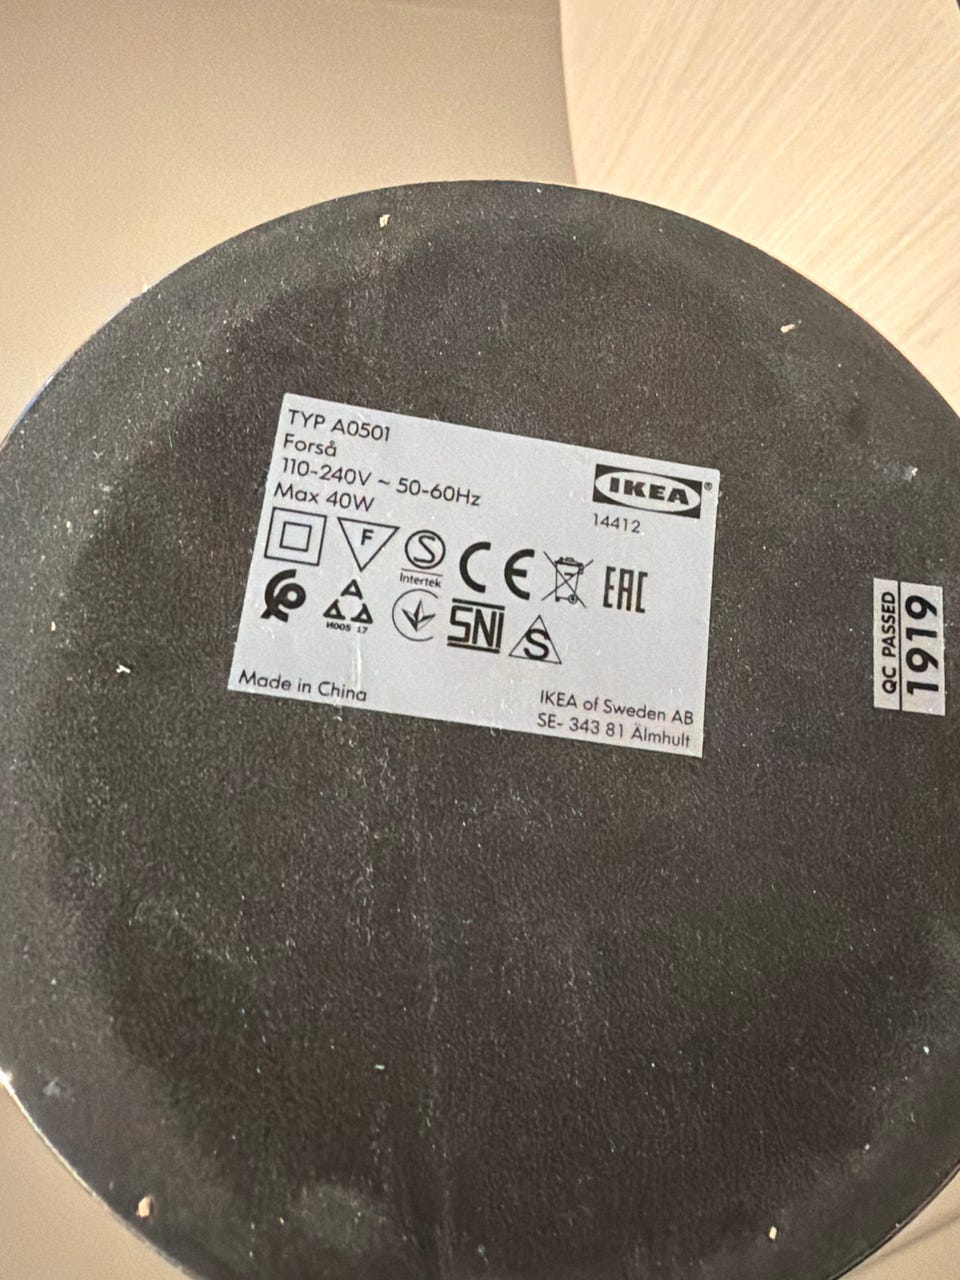 TYP A0501
Forså
110-240V ~ 50-60Hz
Max 40W
IKEA®
14412
F
S
Intertek
CE
EAC
И005 17
SNI
S
Made in China
IKEA of Sweden AB
SE- 343 81 Älmhult
QC PASSED
1919